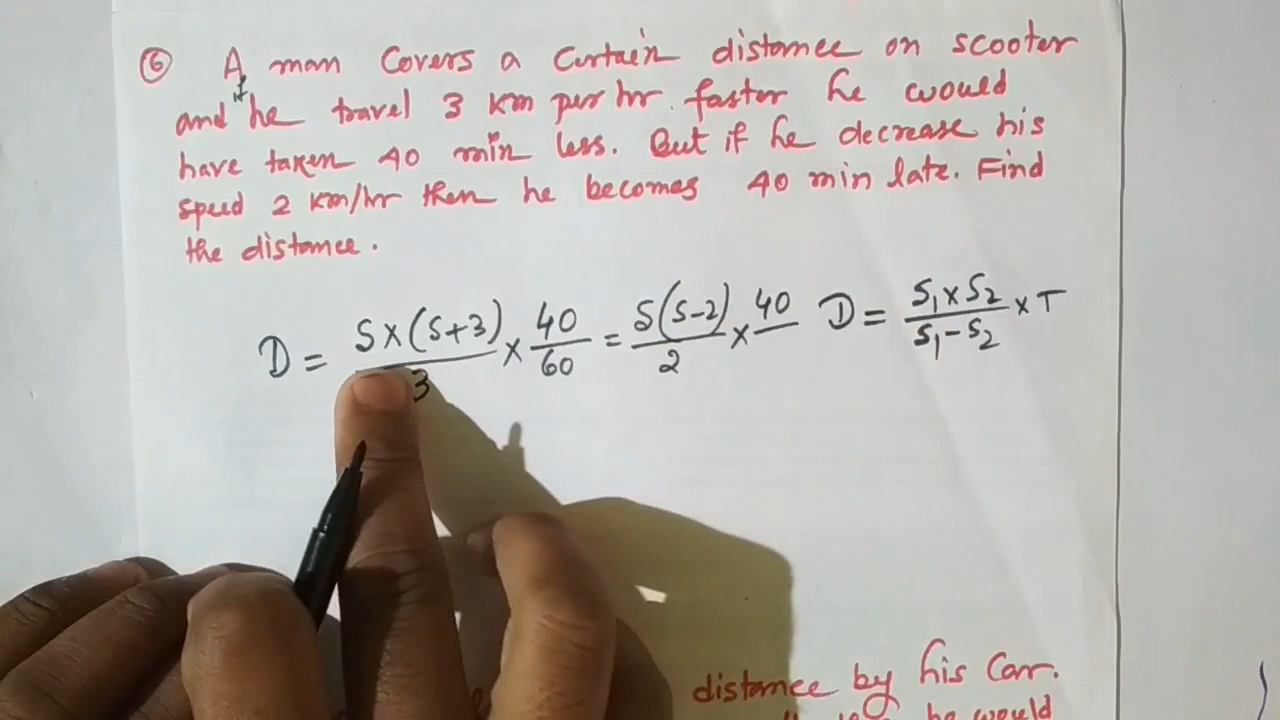 ⑥ A man Covers a Certain distance on scooter
and if he travel 3 km per hr faster he would
have taken 40 min less. But if he decrease his
speed 2 km/hr then he becomes 40 min late. Find
the distance.
D = S×(S+3)/3 × 40/60 = S(S-2)/2 × 40/ D = S₁×S₂/S₁-S₂ × T
distance by his Car.
he would